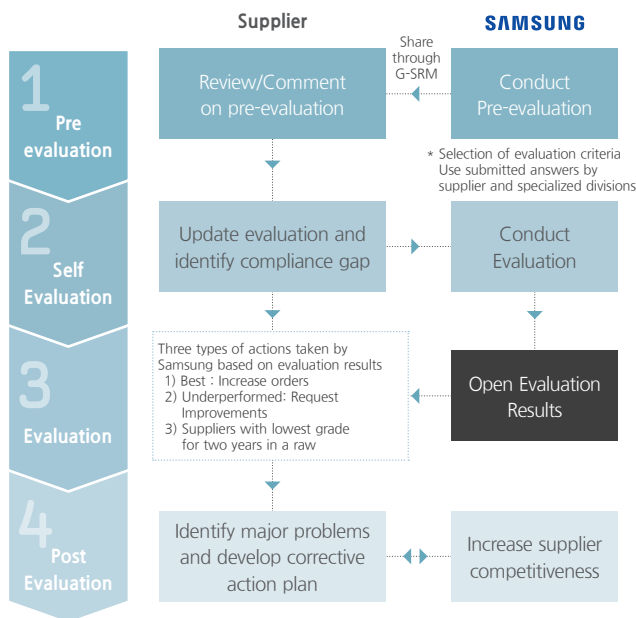 Supplier
SAMSUNG
1
Pre
evaluation
Review/Comment
on pre-evaluation
Share
through
G-SRM
Conduct
Pre-evaluation
* Selection of evaluation criteria
Use submitted answers by
supplier and specialized divisions
2
Self
Evaluation
Update evaluation and
identify compliance gap
Conduct
Evaluation
3
Evaluation
Three types of actions taken by
Samsung based on evaluation results
1) Best : Increase orders
2) Underperformed: Request
Improvements
3) Suppliers with lowest grade
for two years in a raw
Open Evaluation
Results
4
Post
Evaluation
Identify major problems
and develop corrective
action plan
Increase supplier
competitiveness